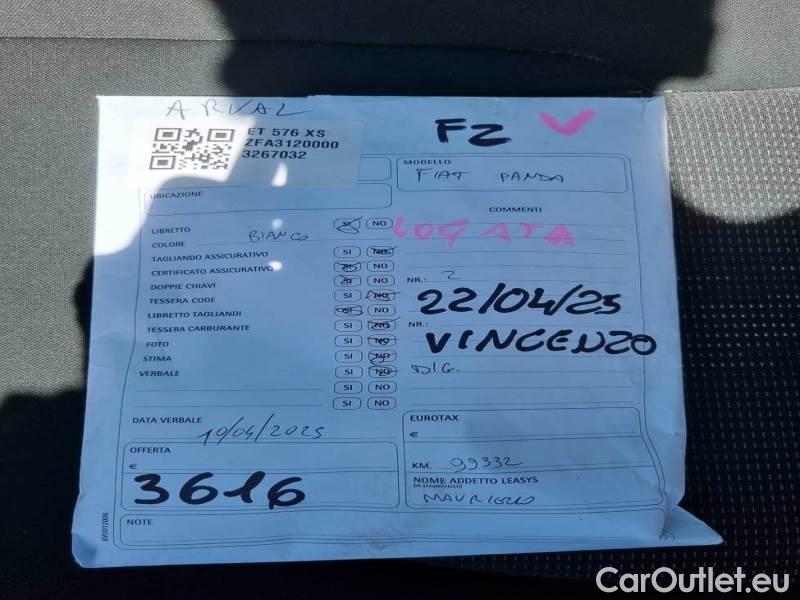 ARVAL
ET 576 XS
ZFA3120000
3267032
FZ V
MODELLO
FIAT PANDA
UBICAZIONE
COMMENTI
LIBRETTO SI NO
COLORE BIANCO
TAGLIANDO ASSICURATIVO SI NO
CERTIFICATO ASSICURATIVO SI NO
DOPPIE CHIAVI SI NO NR.: 2
TESSERA CODE SI NO
22/04/25
LIBRETTO TAGLIANDI SI NO
TESSERA CARBURANTE SI NO NR.:
VINCENZO
FOTO SI NO
STIMA SI NO
VERBALE SI NO DIG.
SI NO
SI NO
DATA VERBALE 10/04/2025
EUROTAX
€
OFFERTA
€
3616
KM. 99332
NOME ADDETTO LEASYS
(IN STAMPATELLO)
MAURIZIO
NOTE
CarOutlet.eu